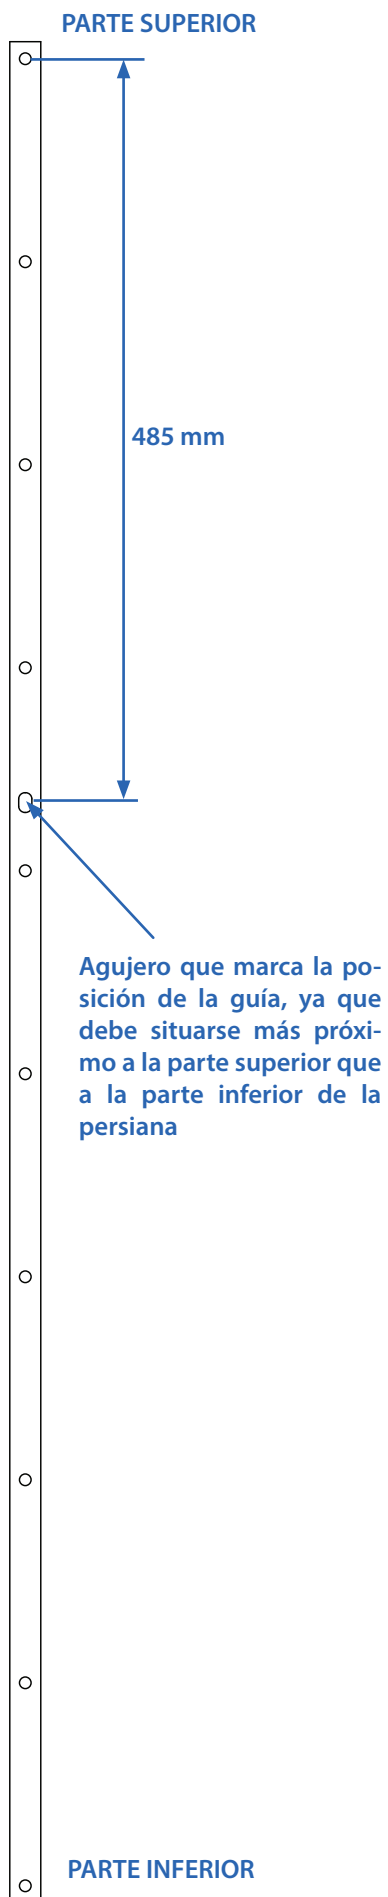 PARTE SUPERIOR
485 mm
Agujero que marca la po-
sición de la guía, ya que
debe situarse más próxi-
mo a la parte superior que
a la parte inferior de la
persiana
PARTE INFERIOR